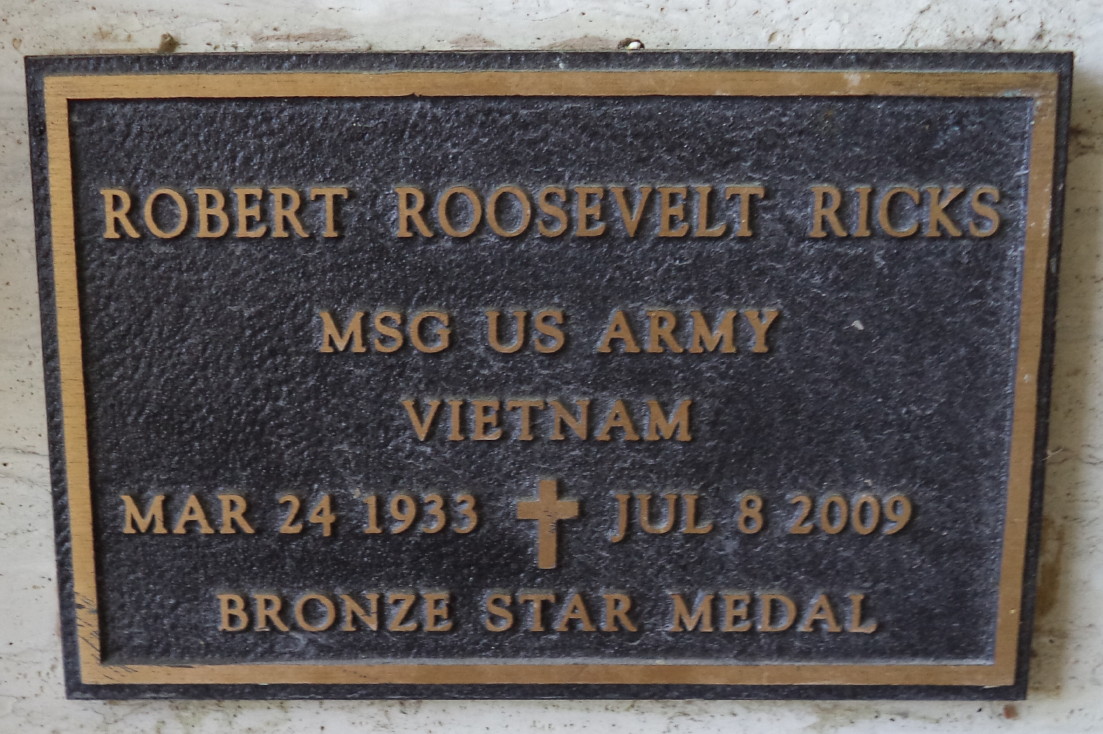 ROBERT ROOSEVELT RICKS
MSG US ARMY
VIETNAM
MAR 24 1933 JUL 8 2009
BRONZE STAR MEDAL